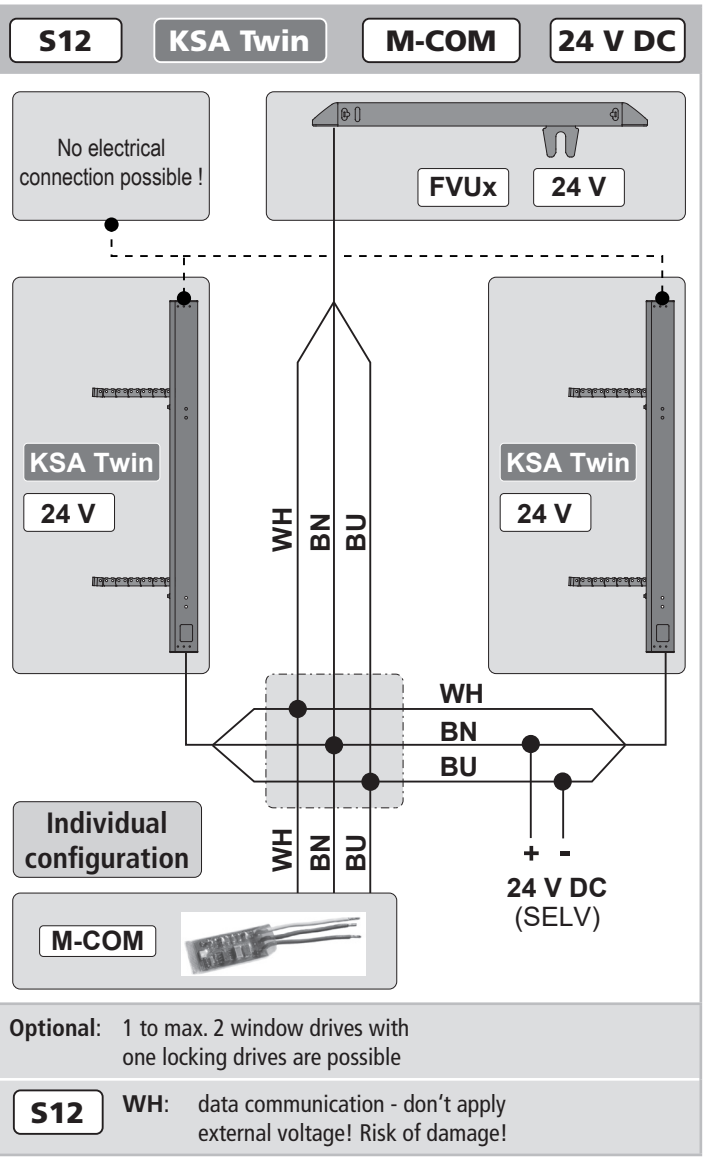 S12 KSA Twin M-COM 24 V DC
No electrical
connection possible !
FVUx 24 V
KSA Twin
24 V
KSA Twin
24 V
WH BN BU
WH
BN
BU
Individual
configuration
WH BN BU
+ -
24 V DC
(SELV)
M-COM
Optional: 1 to max. 2 window drives with
one locking drives are possible
S12 WH: data communication - don't apply
external voltage! Risk of damage!